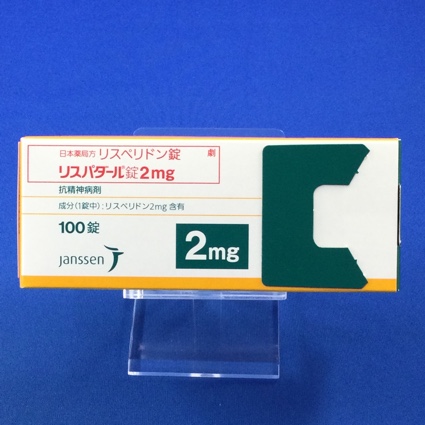 日本薬局方 リスペリドン錠 劇
リスパダール錠2mg
抗精神病剤
成分(1錠中):リスペリドン2mg 含有
100錠
2mg
janssen